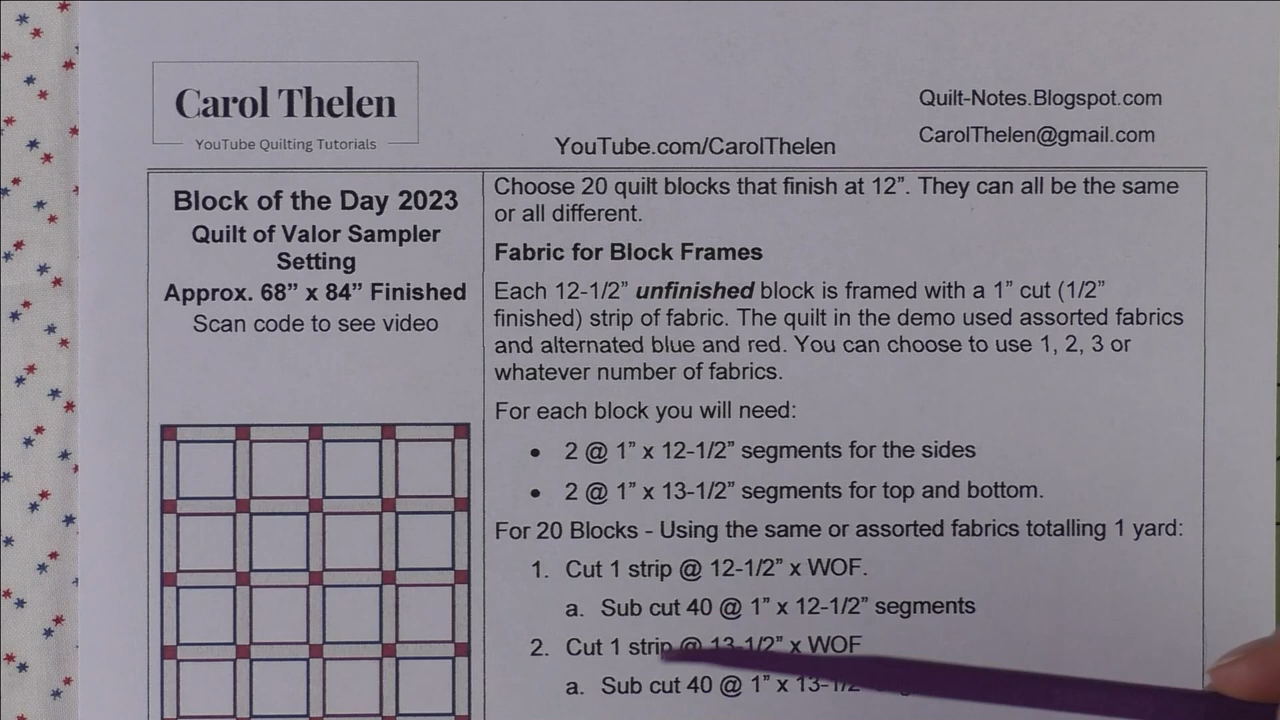 Carol Thelen
YouTube Quilting Tutorials
YouTube.com/CarolThelen
Quilt-Notes.Blogspot.com
CarolThelen@gmail.com
Block of the Day 2023
Quilt of Valor Sampler
Setting
Approx. 68” x 84” Finished
Scan code to see video
Choose 20 quilt blocks that finish at 12”. They can all be the same
or all different.
Fabric for Block Frames
Each 12-1/2” unfinished block is framed with a 1” cut (1/2”
finished) strip of fabric. The quilt in the demo used assorted fabrics
and alternated blue and red. You can choose to use 1, 2, 3 or
whatever number of fabrics.
For each block you will need:
• 2 @ 1” x 12-1/2” segments for the sides
• 2 @ 1” x 13-1/2” segments for top and bottom.
For 20 Blocks - Using the same or assorted fabrics totalling 1 yard:
1. Cut 1 strip @ 12-1/2” x WOF.
a. Sub cut 40 @ 1” x 12-1/2” segments
2. Cut 1 strip @ 13-1/2” x WOF
a. Sub cut 40 @ 1” x 13-1/2